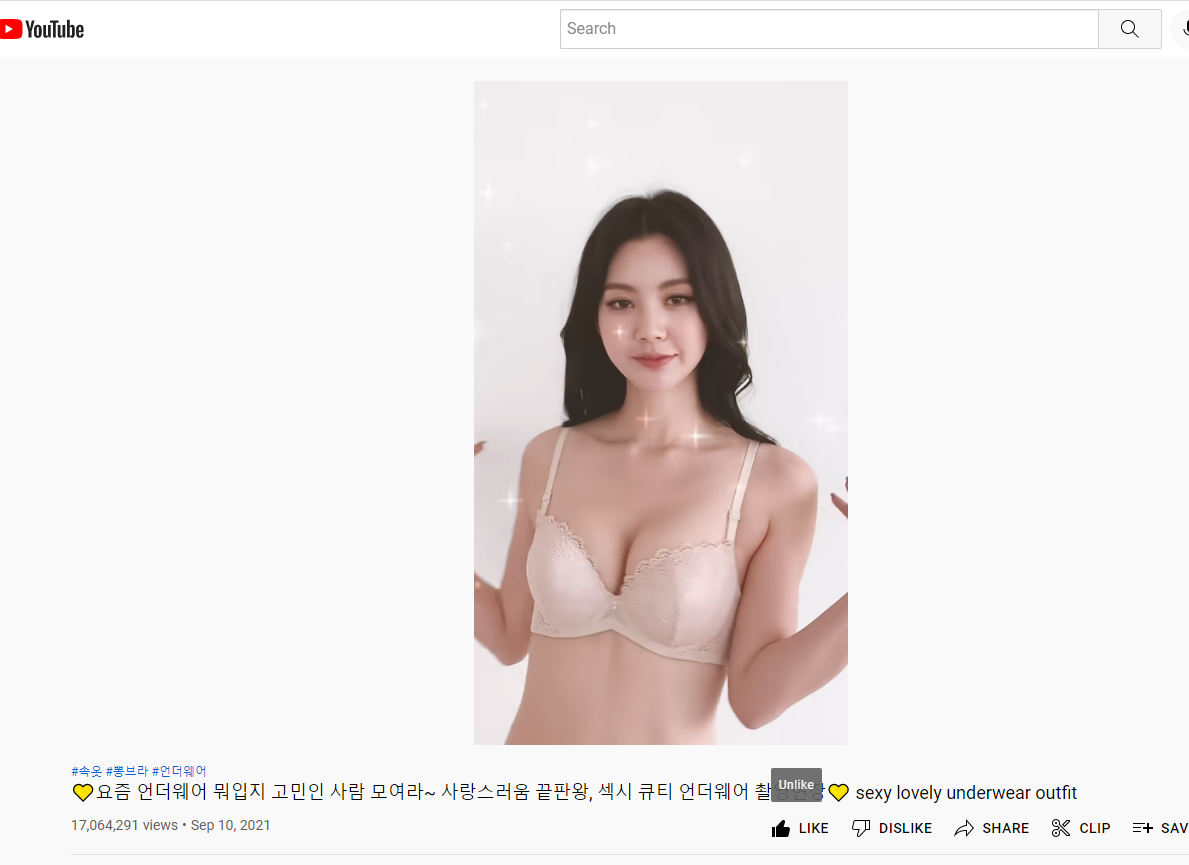 YouTube
Search
#속옷 #뽕브라 #언더웨어
💛요즘 언더웨어 뭐입지 고민인 사람 모여라~ 사랑스러움 끝판왕, 섹시 큐티 언더웨어 💛 sexy lovely underwear outfit
Unlike
17,064,291 views • Sep 10, 2021
LIKE DISLIKE SHARE CLIP SAV